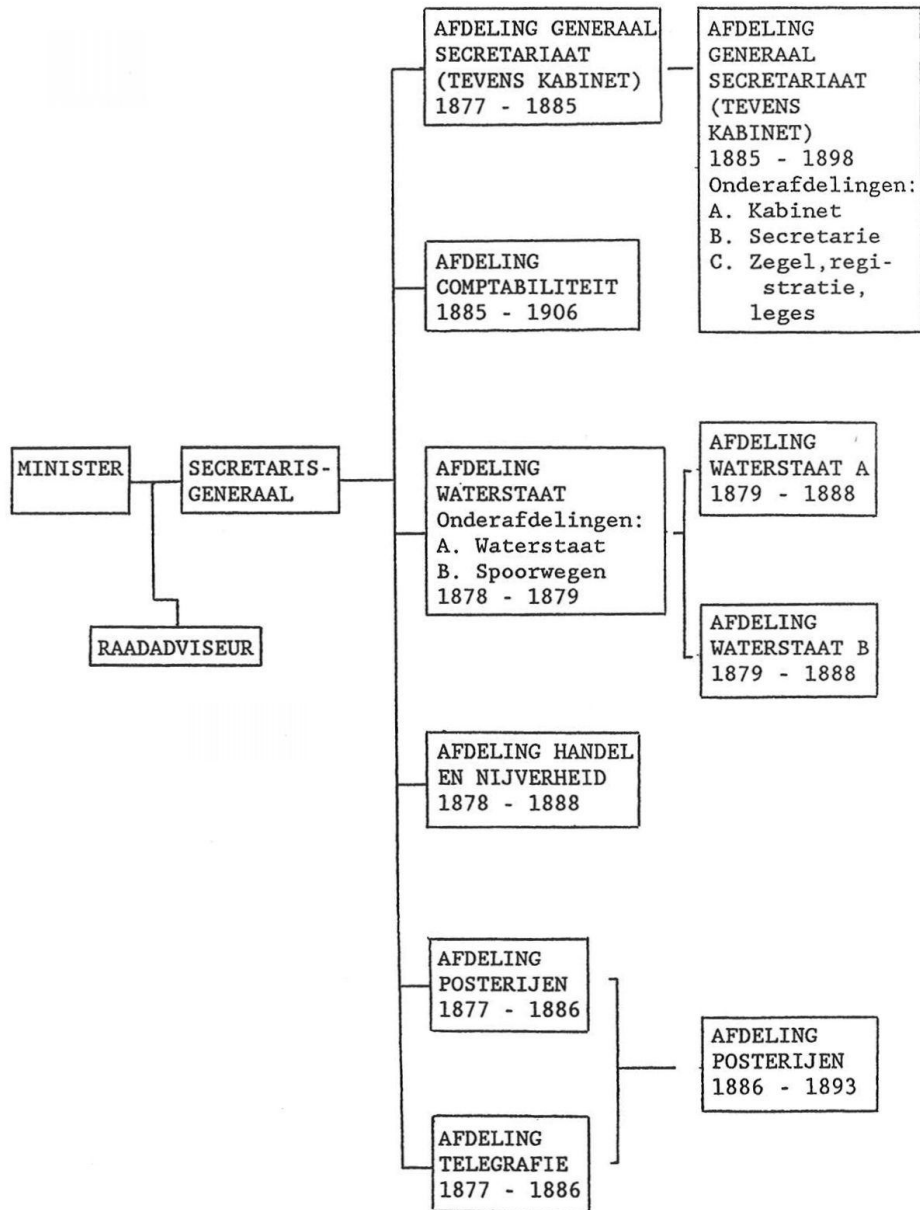 AFDELING GENERAAL
SECRETARIAAT
(TEVENS KABINET)
1877 - 1885
AFDELING
GENERAAL
SECRETARIAAT
(TEVENS
KABINET)
1885 - 1898
Onderafdelingen:
A. Kabinet
B. Secretarie
C. Zegel,regi-
stratie,
leges
AFDELING
COMPTABILITEIT
1885 - 1906
MINISTER
SECRETARIS-
GENERAAL
RAADADVISEUR
AFDELING
WATERSTAAT
Onderafdelingen:
A. Waterstaat
B. Spoorwegen
1878 - 1879
AFDELING
WATERSTAAT A
1879 - 1888
AFDELING
WATERSTAAT B
1879 - 1888
AFDELING HANDEL
EN NIJVERHEID
1878 - 1888
AFDELING
POSTERIJEN
1877 - 1886
AFDELING
TELEGRAFIE
1877 - 1886
AFDELING
POSTERIJEN
1886 - 1893